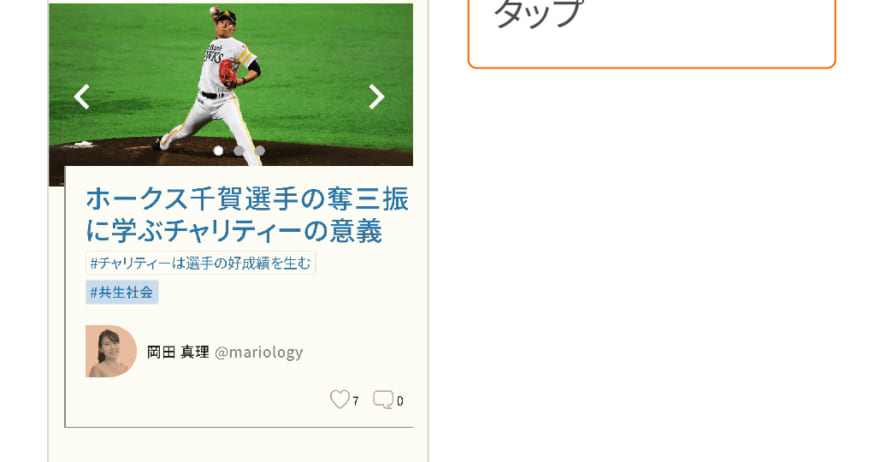 タップ
ホークス千賀選手の奪三振
に学ぶチャリティーの意義
#チャリティーは選手の好成績を生む
#共生社会
岡田 真理 @mariology
7 0